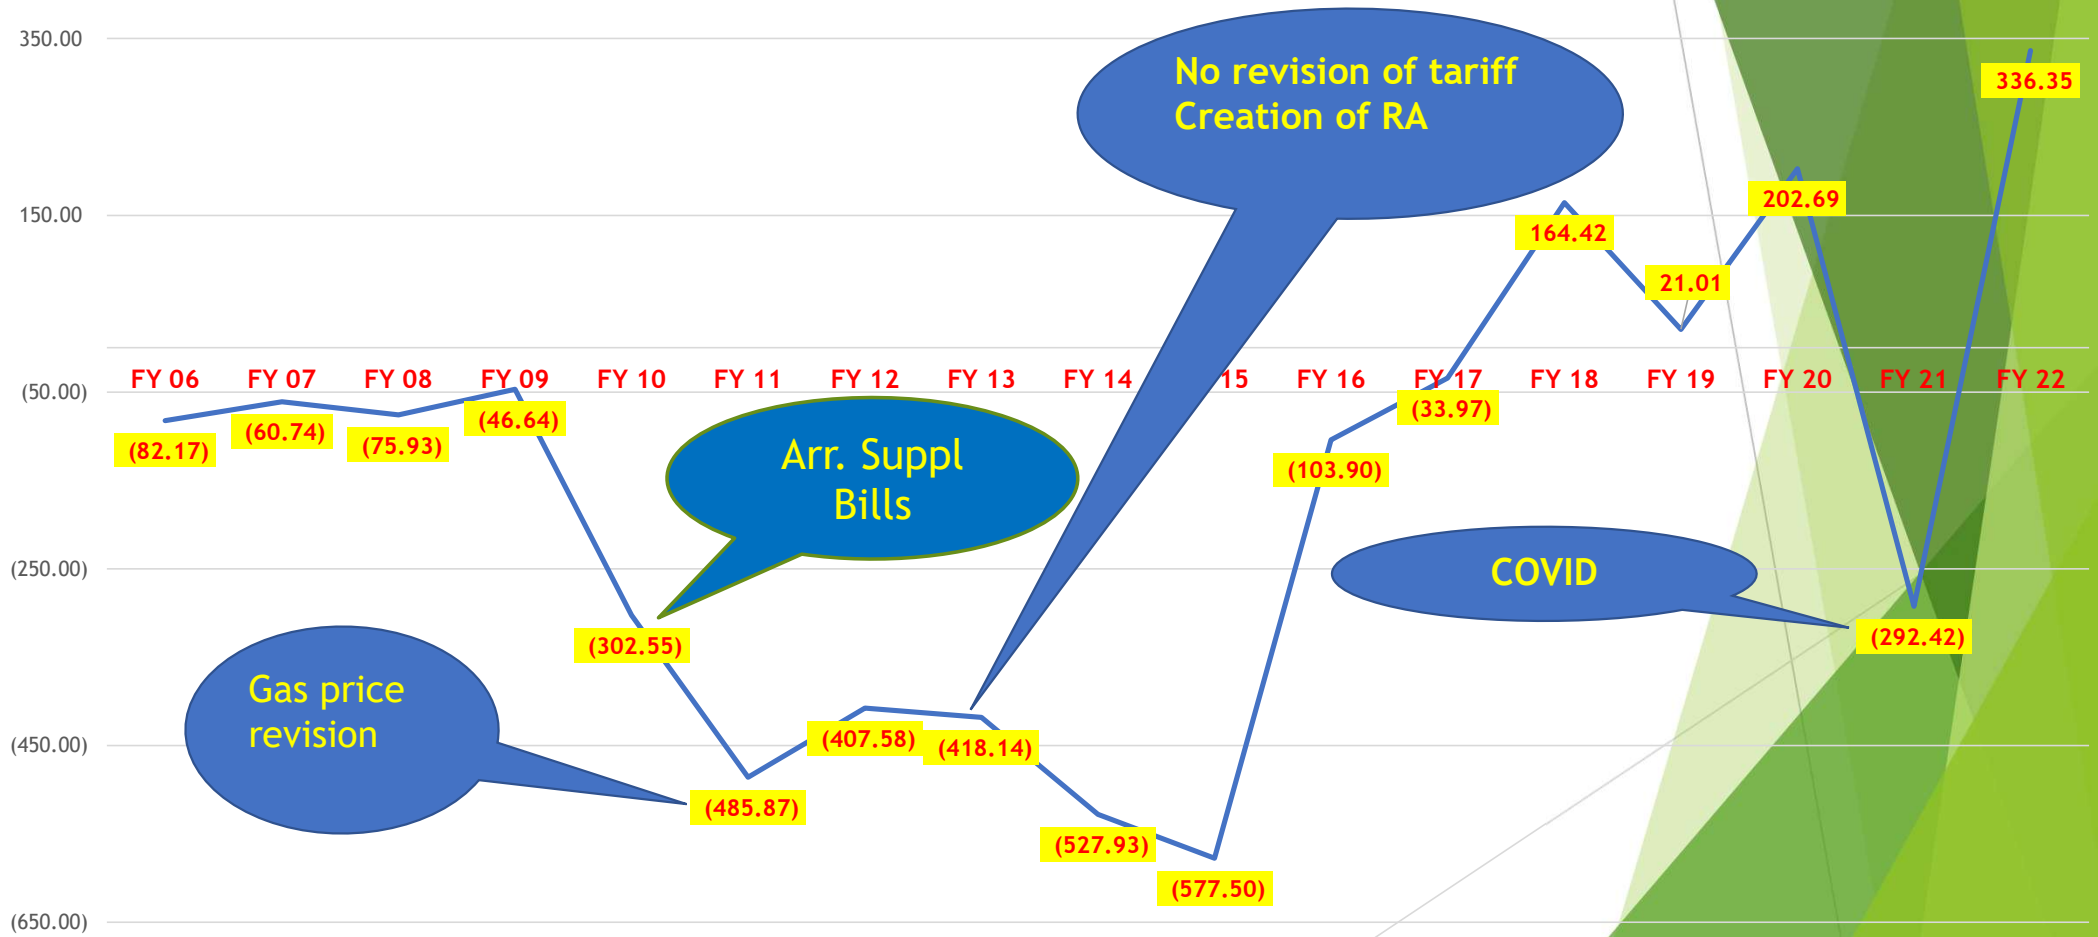 350.00
No revision of tariff
Creation of RA
336.35
150.00
202.69
164.42
21.01
FY 06 FY 07 FY 08 FY 09 FY 10 FY 11 FY 12 FY 13 FY 14 15 FY 16 FY 17 FY 18 FY 19 FY 20 FY 21 FY 22
(50.00)
(82.17) (60.74) (75.93) (46.64) (33.97)
Arr. Suppl
Bills
(103.90)
(250.00)
COVID
(302.55)
(292.42)
Gas price
revision
(450.00)
(407.58) (418.14)
(485.87)
(527.93)
(577.50)
(650.00)